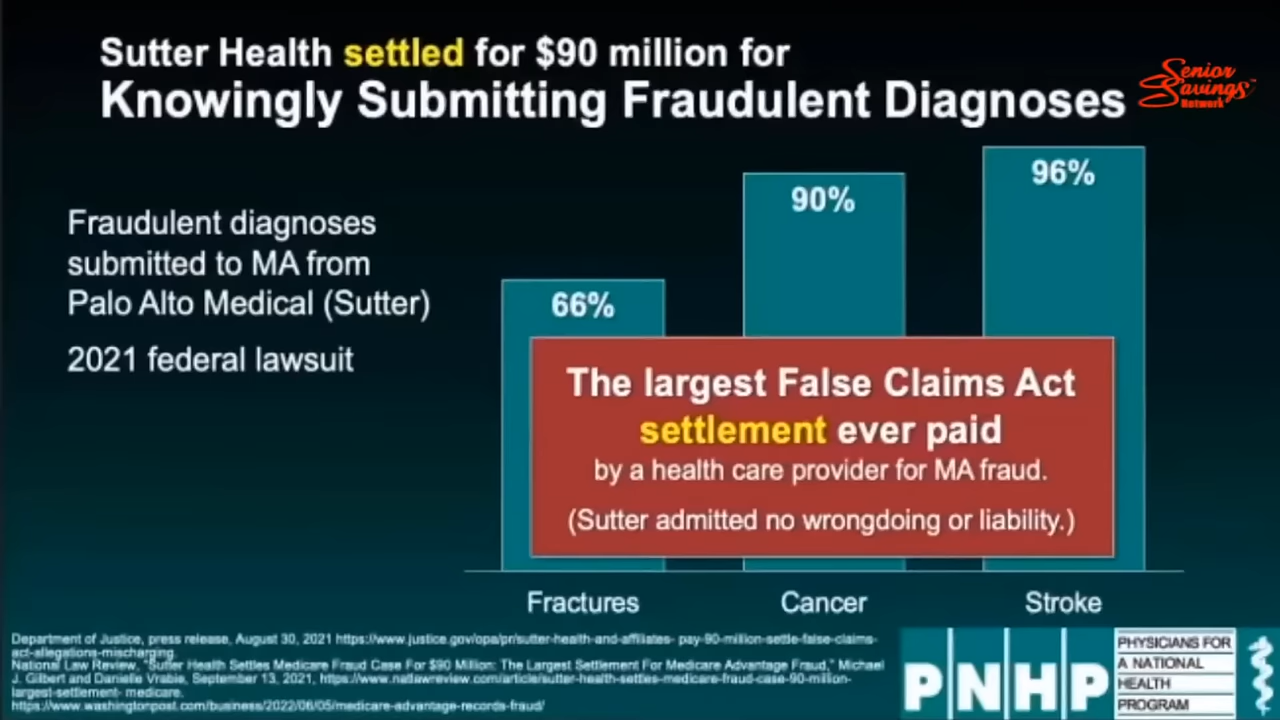 Sutter Health settled for $90 million for
Knowingly Submitting Fraudulent Diagnoses
Senior
Savings
Network
Fraudulent diagnoses
submitted to MA from
Palo Alto Medical (Sutter)
2021 federal lawsuit
66%
90%
96%
The largest False Claims Act
settlement ever paid
by a health care provider for MA fraud.
(Sutter admitted no wrongdoing or liability.)
Fractures
Cancer
Stroke
Department of Justice, press release, August 30, 2021 https://www.justice.gov/opa/pr/sutter-health-and-affiliates- pay-90-million-settle-false-claims-
act-allegations-mischarging.
National Law Review, "Sutter Health Settles Medicare Fraud Case For $90 Million: The Largest Settlement For Medicare Advantage Fraud," Michael
J. Gilbert and Danielle Vrabie, September 13, 2021, https://www.natlawreview.com/article/sutter-health-settles-medicare-fraud-case-90-million-
largest-settlement- medicare.
https://www.washingtonpost.com/business/2022/06/05/medicare-advantage-records-fraud/
PNHP
PHYSICIANS FOR
A NATIONAL
HEALTH
PROGRAM